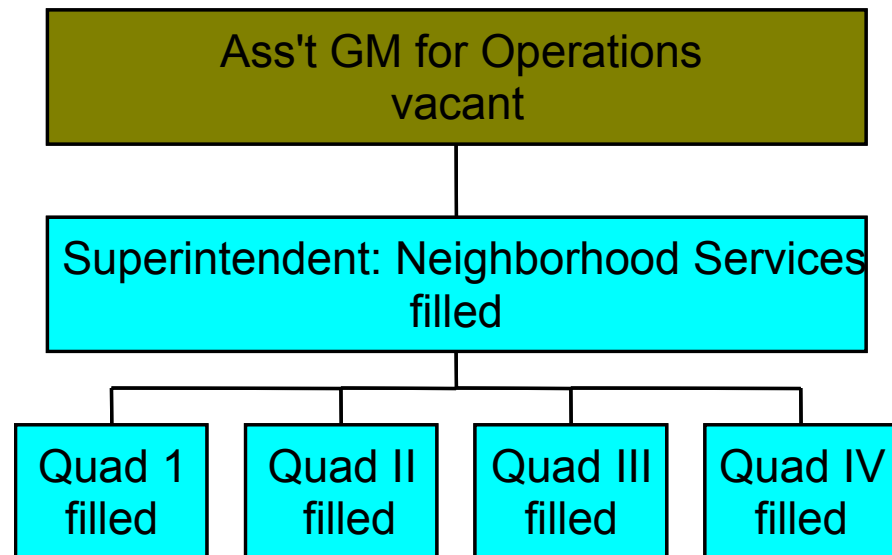 Ass't GM for Operations
vacant
Superintendent: Neighborhood Services
filled
Quad 1
filled
Quad II
filled
Quad III
filled
Quad IV
filled